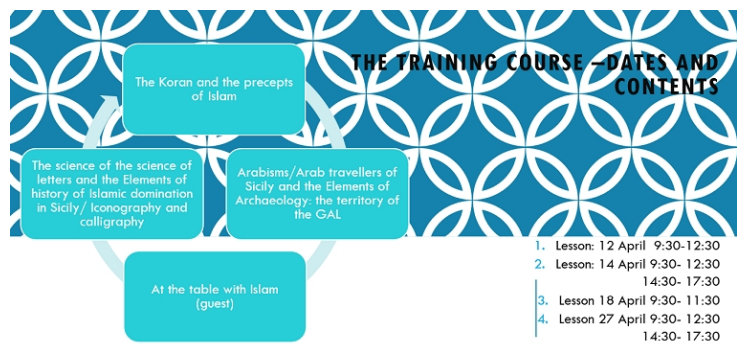 THE TRAINING COURSE –DATES AND
CONTENTS
The Koran and the precepts
of Islam
Arabisms/Arab travellers of
Sicily and the Elements of
Archaeology: the territory of
the GAL
At the table with Islam
(guest)
The science of the science of
letters and the Elements of
history of Islamic domination
in Sicily/ Iconography and
calligraphy
1. Lesson: 12 April 9:30-12:30
2. Lesson: 14 April 9:30- 12:30
14:30- 17:30
3. Lesson 18 April 9:30- 11:30
4. Lesson 27 April 9:30- 12:30
14:30- 17:30